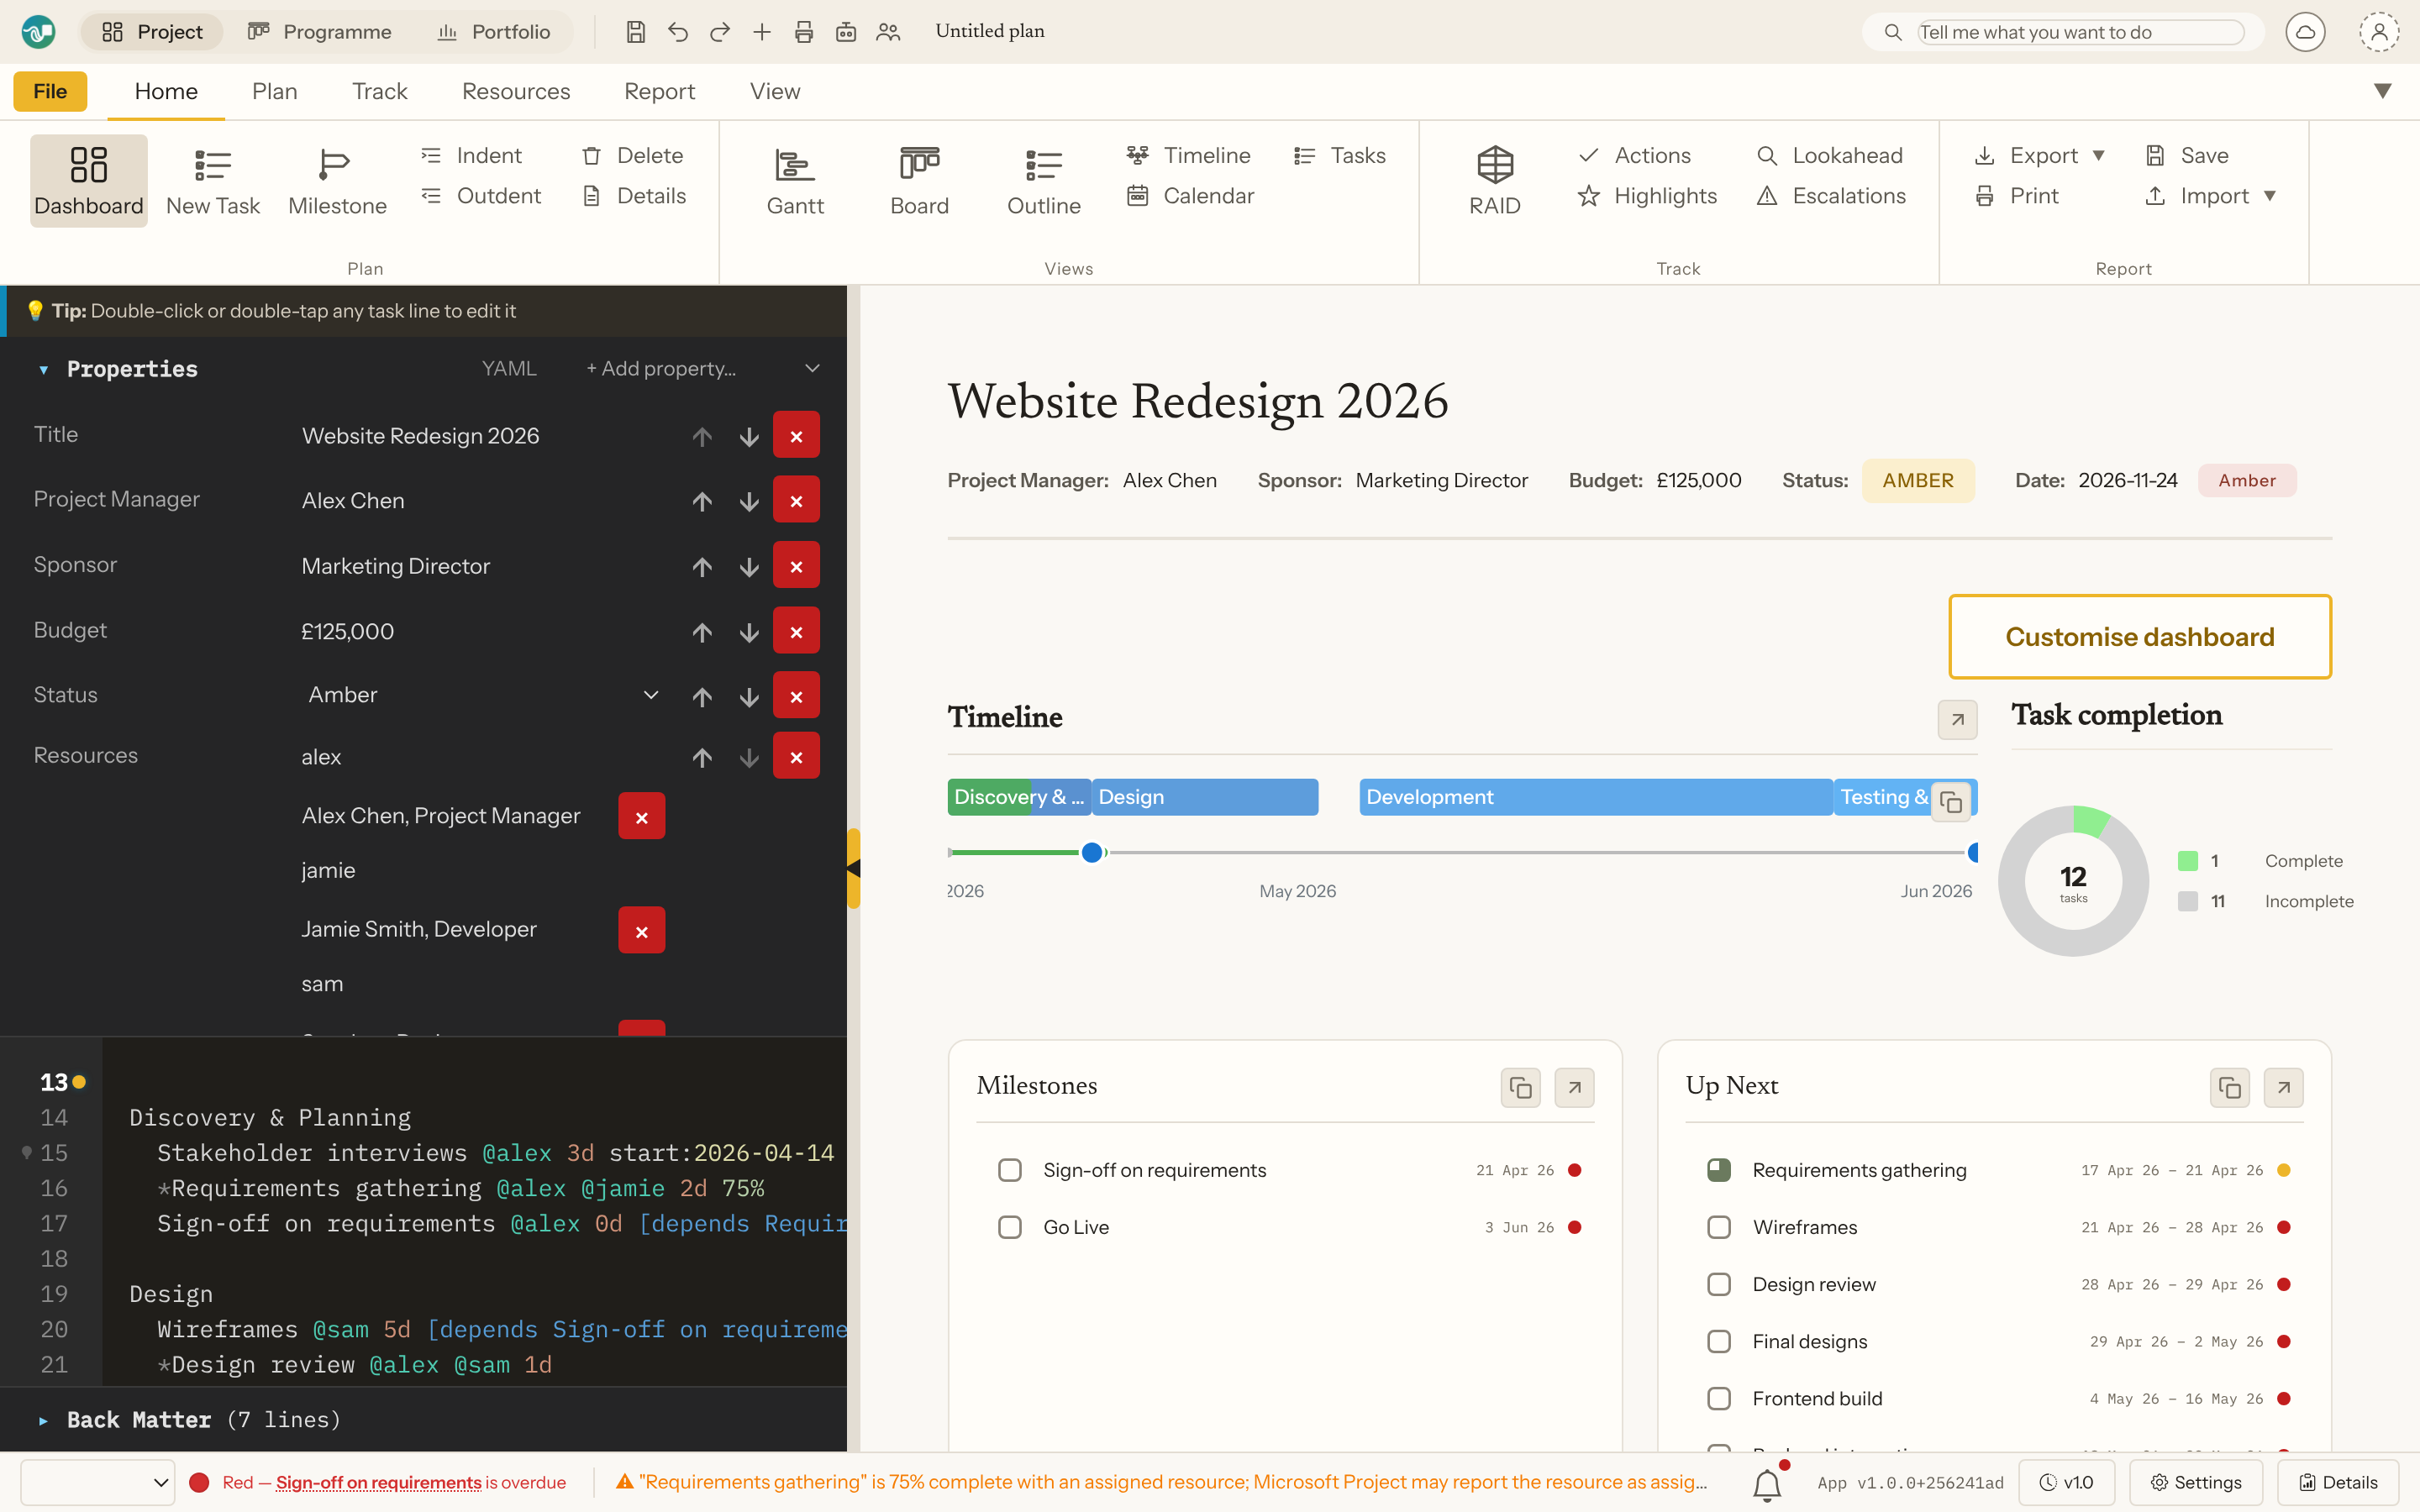 Project Programme Portfolio Untitled plan Tell me what you want to do
File Home Plan Track Resources Report View
Dashboard New Task Milestone Indent Outdent Delete Details
Plan
Gantt Board Outline Timeline Calendar Tasks
Views
RAID Actions Highlights Lookahead Escalations
Track
Export Print Save Import
Report
💡 Tip: Double-click or double-tap any task line to edit it
Properties YAML + Add property...
Title Website Redesign 2026
Project Manager Alex Chen
Sponsor Marketing Director
Budget £125,000
Status Amber
Resources alex
Alex Chen, Project Manager
jamie
Jamie Smith, Developer
sam
13
14 Discovery & Planning
15 Stakeholder interviews @alex 3d start:2026-04-14
16 *Requirements gathering @alex @jamie 2d 75%
17 Sign-off on requirements @alex 0d [depends Requir
18
19 Design
20 Wireframes @sam 5d [depends Sign-off on requireme
21 *Design review @alex @sam 1d
Back Matter (7 lines)
Website Redesign 2026
Project Manager: Alex Chen Sponsor: Marketing Director Budget: £125,000 Status: AMBER Date: 2026-11-24 Amber
Customise dashboard
Timeline
Discovery & ... Design Development Testing &
2026 May 2026 Jun 2026
Task completion
12
tasks
1 Complete
11 Incomplete
Milestones
Sign-off on requirements 21 Apr 26
Go Live 3 Jun 26
Up Next
Requirements gathering 17 Apr 26 – 21 Apr 26
Wireframes 21 Apr 26 – 28 Apr 26
Design review 28 Apr 26 – 29 Apr 26
Final designs 29 Apr 26 – 2 May 26
Frontend build 4 May 26 – 16 May 26
Red — Sign-off on requirements is overdue
"Requirements gathering" is 75% complete with an assigned resource; Microsoft Project may report the resource as assig...
App v1.0.0+256241ad v1.0 Settings Details